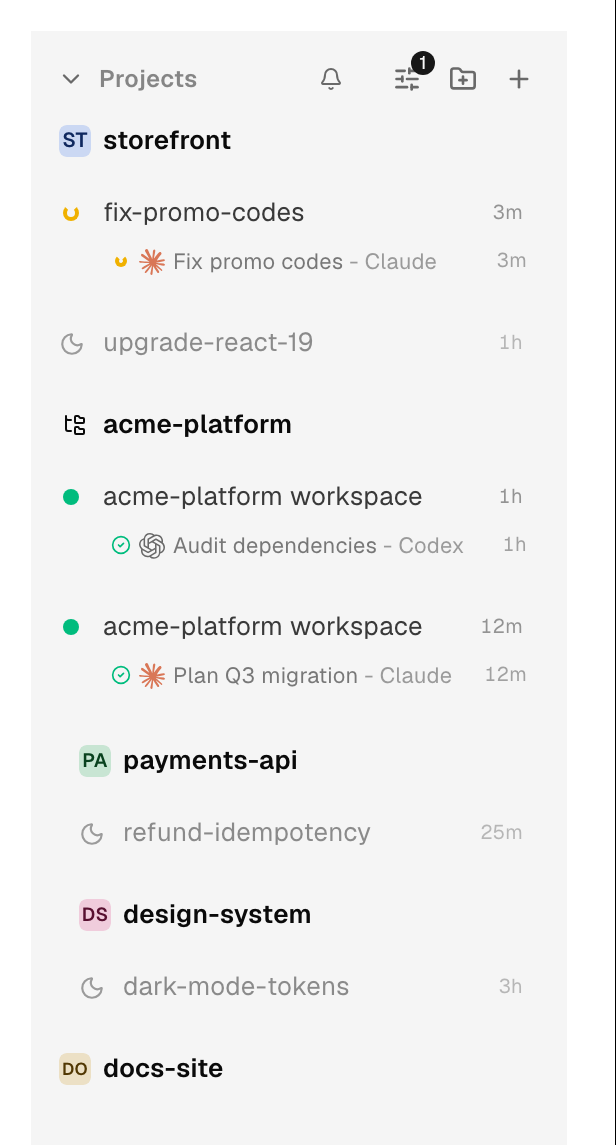 Projects 1
ST storefront
fix-promo-codes 3m
Fix promo codes - Claude 3m
upgrade-react-19 1h
acme-platform
acme-platform workspace 1h
Audit dependencies - Codex 1h
acme-platform workspace 12m
Plan Q3 migration - Claude 12m
PA payments-api
refund-idempotency 25m
DS design-system
dark-mode-tokens 3h
DO docs-site